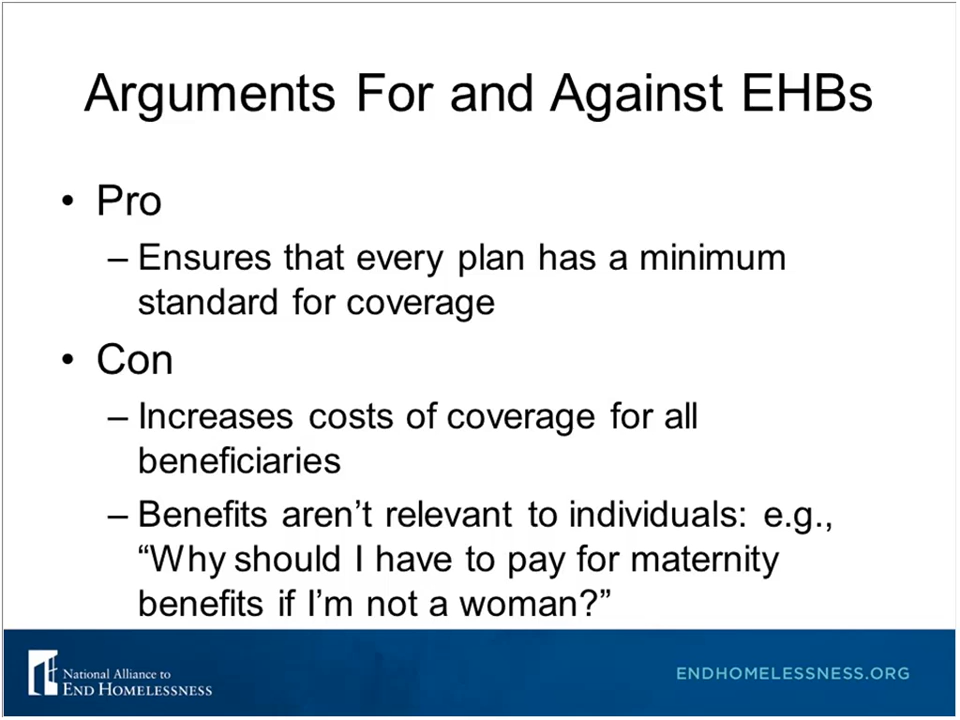 Arguments For and Against EHBs
• Pro
– Ensures that every plan has a minimum
standard for coverage
• Con
– Increases costs of coverage for all
beneficiaries
– Benefits aren’t relevant to individuals: e.g.,
“Why should I have to pay for maternity
benefits if I’m not a woman?”
National Alliance to
END HOMELESSNESS
ENDHOMELESSNESS.ORG